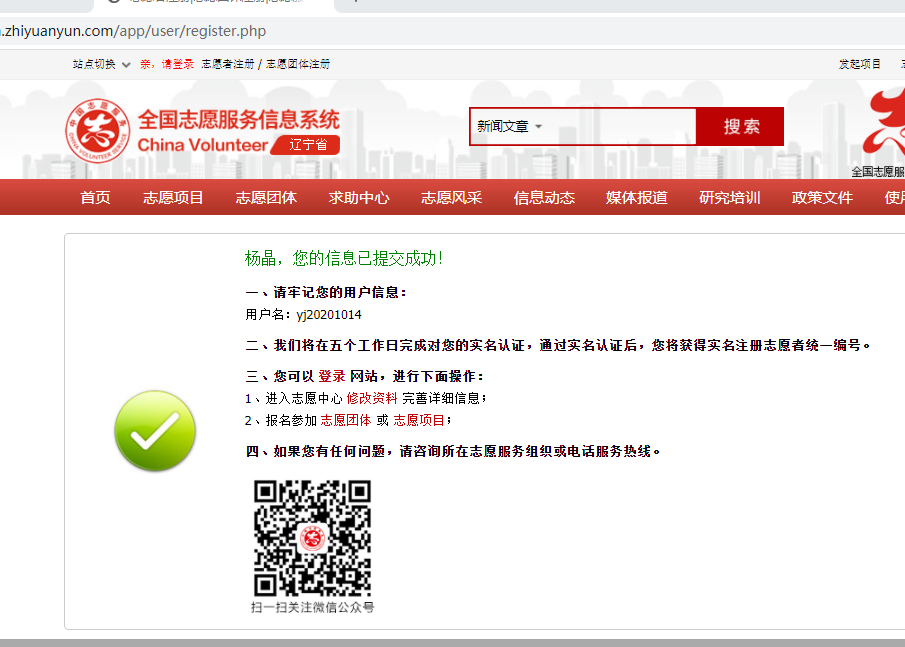 .zhiyuanyun.com/app/user/register.php
站点切换 亲，请登录 志愿者注册 / 志愿团体注册
发起项目
中国志愿服务
CHINA VOLUNTEER SERVICE
全国志愿服务信息系统
China Volunteer 辽宁省
新闻文章
搜索
全国志愿服
首页 志愿项目 志愿团体 求助中心 志愿风采 信息动态 媒体报道 研究培训 政策文件 使用
杨晶，您的信息已提交成功！
一、请牢记您的用户信息：
用户名：yj20201014
二、我们将在五个工作日完成对您的实名认证，通过实名认证后，您将获得实名注册志愿者统一编号。
三、您可以 登录 网站，进行下面操作：
1、进入志愿中心 修改资料 完善详细信息；
2、报名参加 志愿团体 或 志愿项目；
四、如果您有任何问题，请咨询所在志愿服务组织或电话服务热线。
扫一扫关注微信公众号